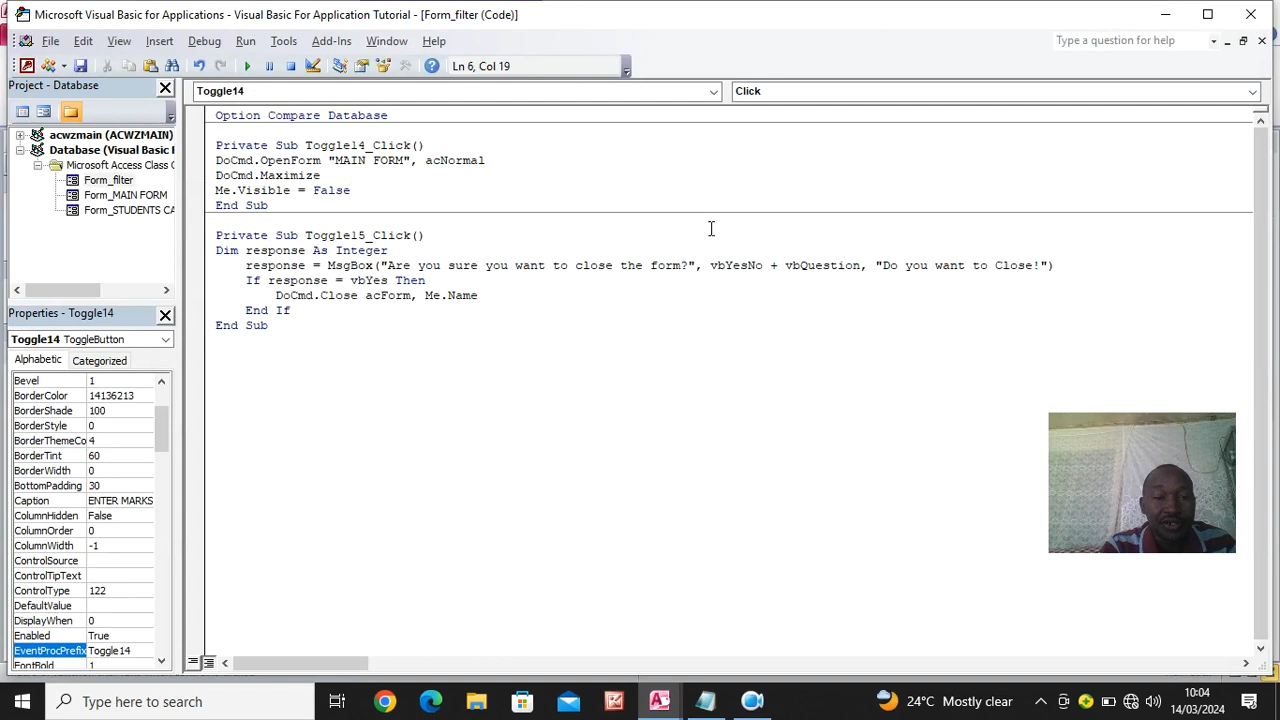 Microsoft Visual Basic for Applications - Visual Basic For Application Tutorial - [Form_filter (Code)]
File Edit View Insert Debug Run Tools Add-Ins Window Help
Type a question for help
Ln 6, Col 19
Project - Database
Toggle14
Click
acwzmain (ACWZMAIN)
Database (Visual Basic F
Microsoft Access Class O
Form_filter
Form_MAIN FORM
Form_STUDENTS CA
Option Compare Database
Private Sub Toggle14_Click()
DoCmd.OpenForm "MAIN FORM", acNormal
DoCmd.Maximize
Me.Visible = False
End Sub
Private Sub Toggle15_Click()
Dim response As Integer
response = MsgBox("Are you sure you want to close the form?", vbYesNo + vbQuestion, "Do you want to Close!")
If response = vbYes Then
DoCmd.Close acForm, Me.Name
End If
End Sub
Properties - Toggle14
Toggle14 ToggleButton
Alphabetic Categorized
Bevel 1
BorderColor 14136213
BorderShade 100
BorderStyle 0
BorderThemeCo 4
BorderTint 60
BorderWidth 0
BottomPadding 30
Caption ENTER MARKS
ColumnHidden False
ColumnOrder 0
ColumnWidth -1
ControlSource
ControlTipText
ControlType 122
DefaultValue
DisplayWhen 0
Enabled True
EventProcPrefix Toggle14
FontBold 1
Type here to search
24°C Mostly clear
10:04
14/03/2024